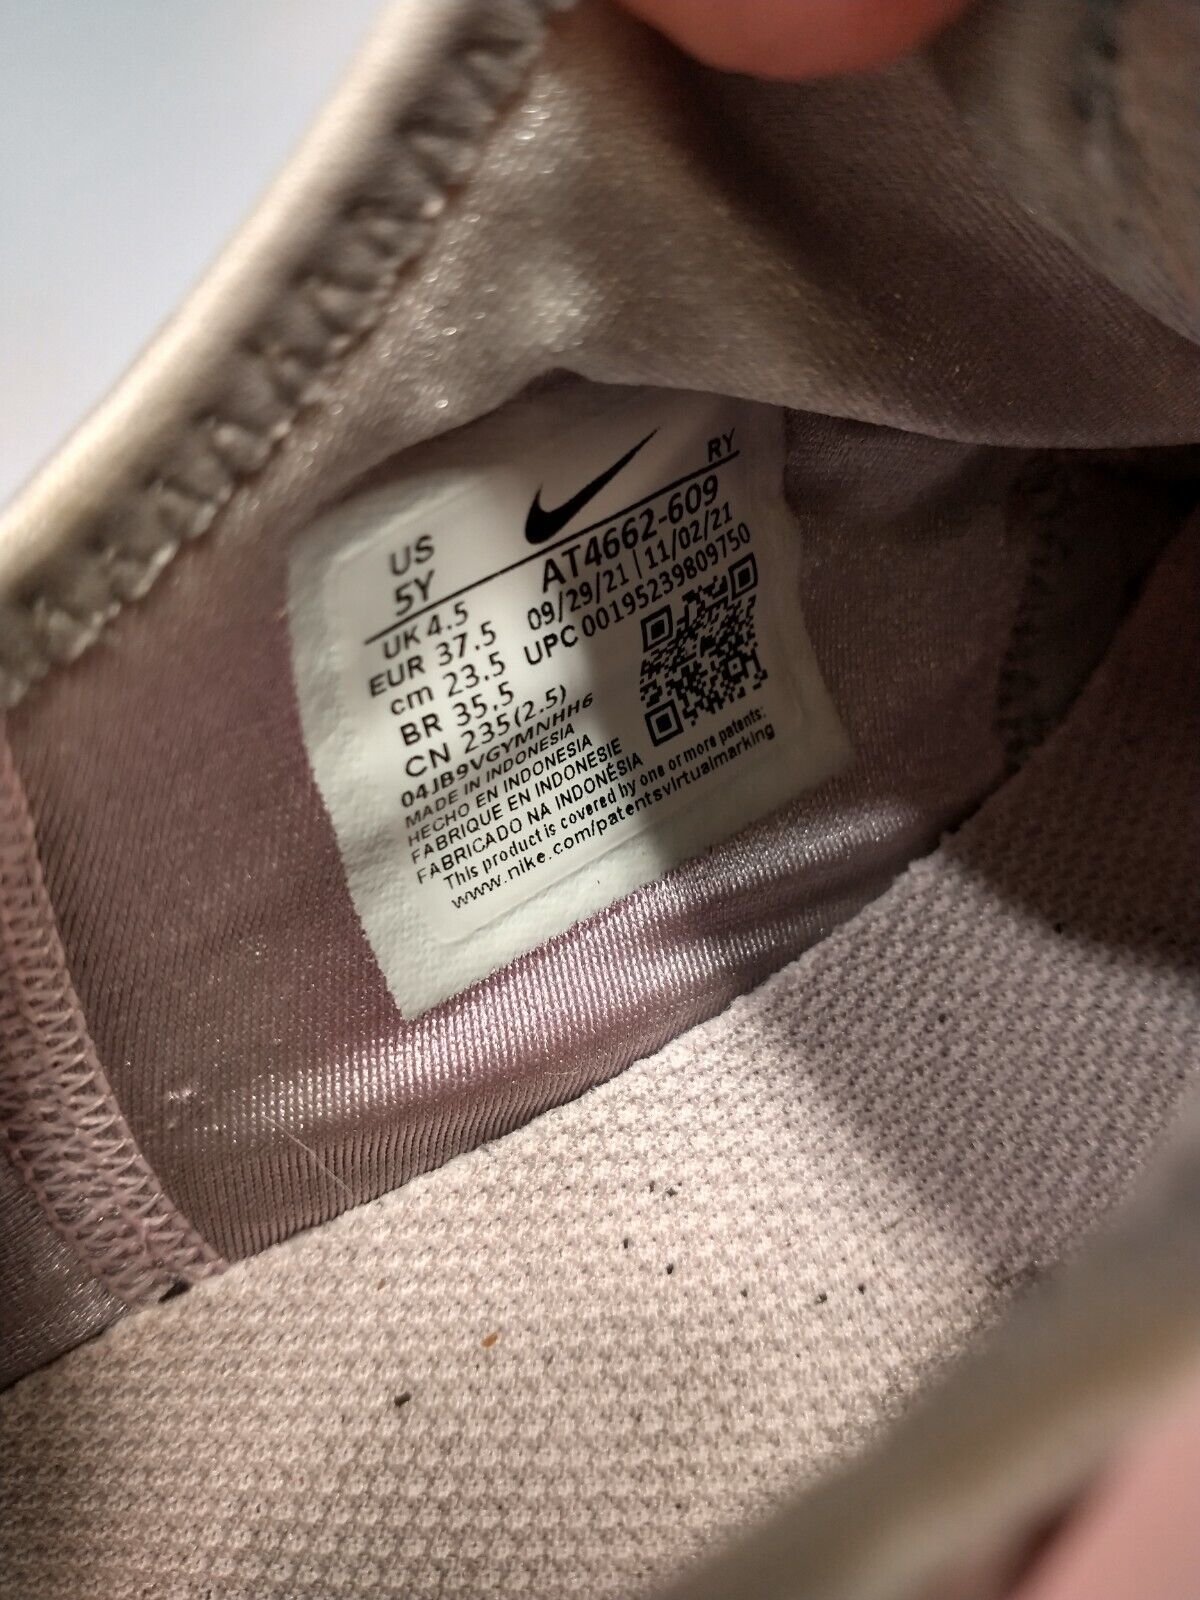 RY
US
5Y
AT4662-609
09/29/21 | 11/02/21
UPC 00195239809750
UK 4.5
EUR 37.5
cm 23.5
BR 35.5
CN 235(2.5)
04JB9VGYMNHH6
MADE IN INDONESIA
HECHO EN INDONESIA
FABRIQUE EN INDONESIE
FABRICADO NA INDONÉSIA
This product is covered by one or more patents:
www.nike.com/patentsvirtualmarking